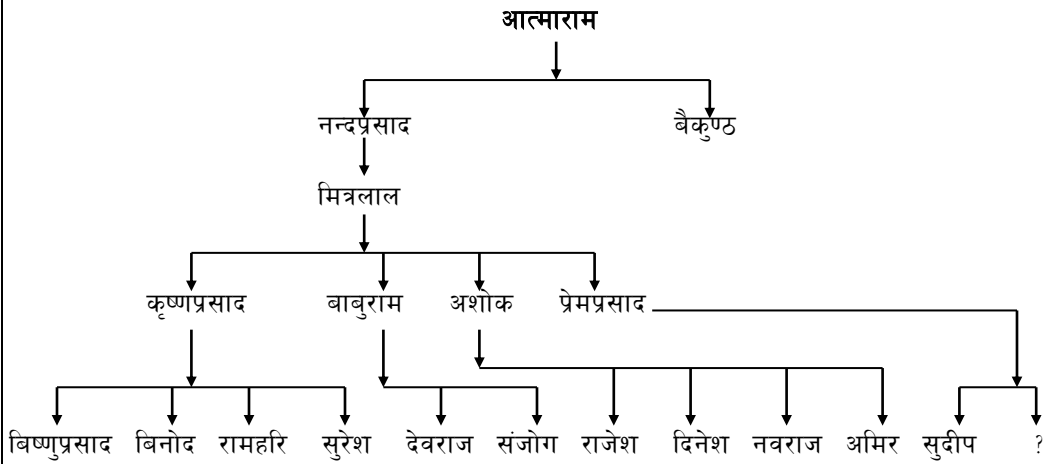 आत्माराम
नन्दप्रसाद बैकुण्ठ
मित्रलाल
कृष्णप्रसाद बाबुराम अशोक प्रेमप्रसाद
बिष्णुप्रसाद बिनोद रामहरि सुरेश देवराज संजोग राजेश दिनेश नवराज अमिर सुदीप ?